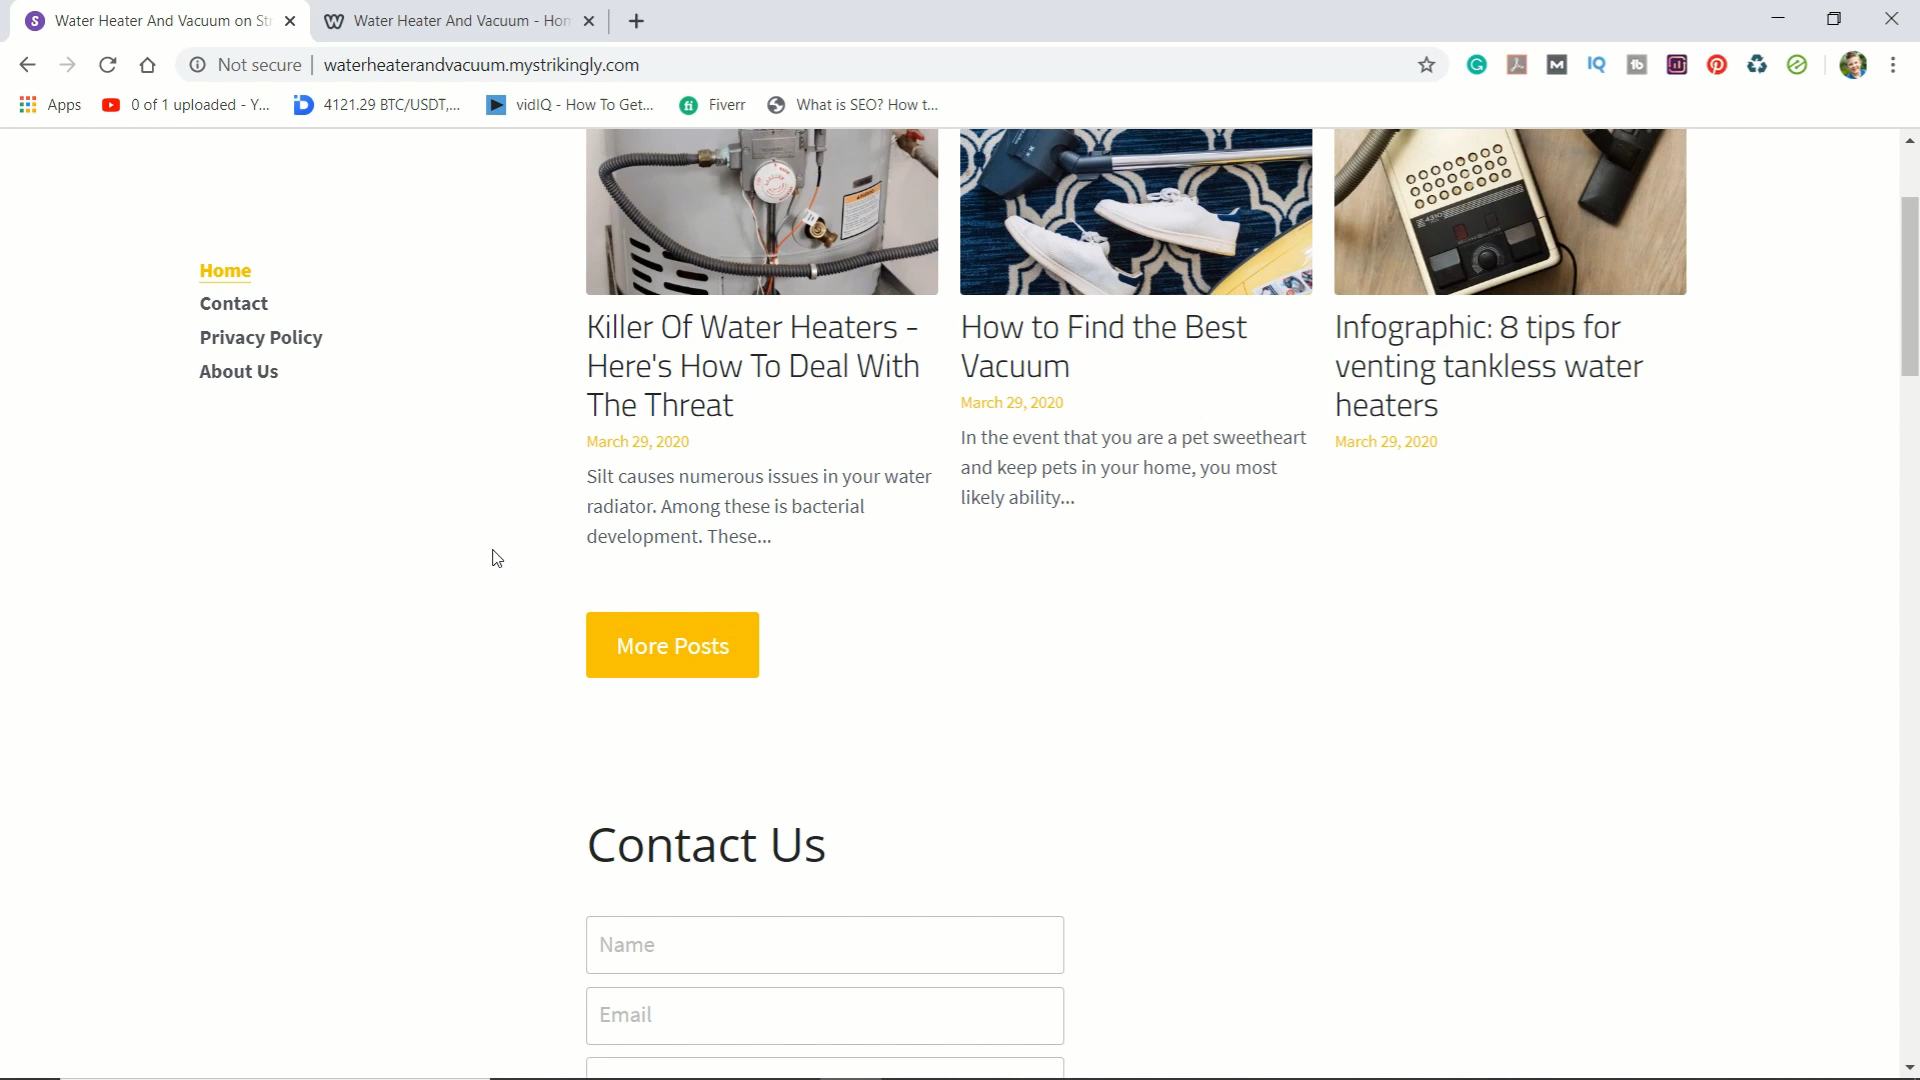 Water Heater And Vacuum on St
Water Heater And Vacuum - Hom
Not secure
waterheaterandvacuum.mystrikingly.com
Apps
0 of 1 uploaded - Y...
4121.29 BTC/USDT,...
vidIQ - How To Get...
Fiverr
What is SEO? How t...
Home
Contact
Privacy Policy
About Us
Killer Of Water Heaters -
Here's How To Deal With
The Threat
March 29, 2020
Silt causes numerous issues in your water
radiator. Among these is bacterial
development. These...
How to Find the Best
Vacuum
March 29, 2020
In the event that you are a pet sweetheart
and keep pets in your home, you most
likely ability...
Infographic: 8 tips for
venting tankless water
heaters
March 29, 2020
More Posts
Contact Us
Name
Email